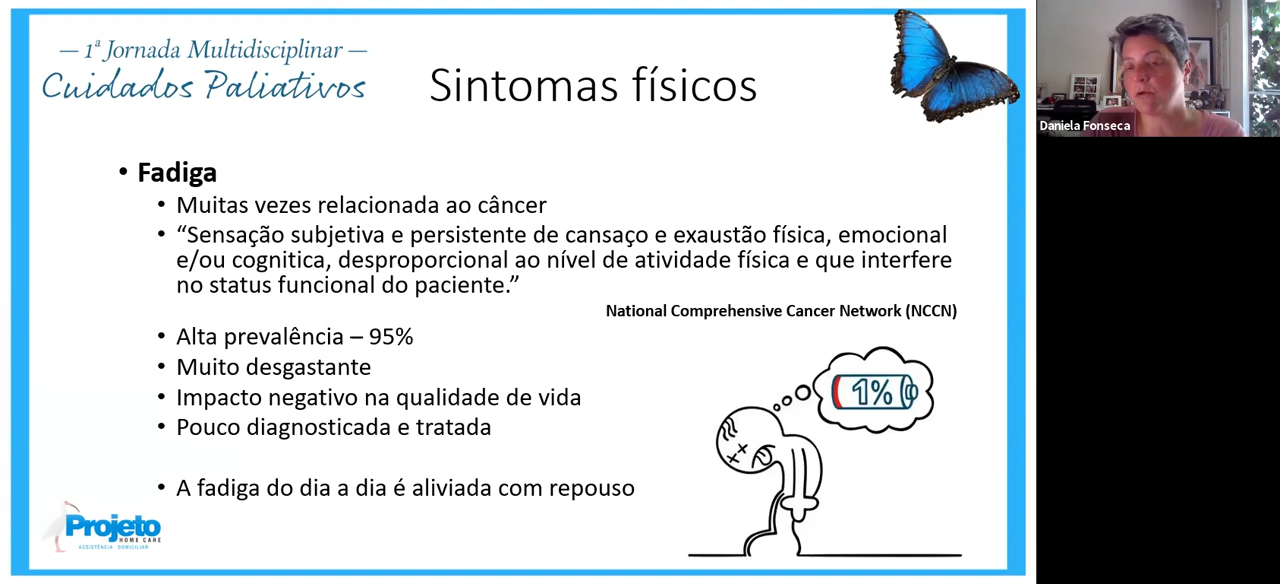 — 1ª Jornada Multidisciplinar —
Cuidados Paliativos
Sintomas físicos
• Fadiga
• Muitas vezes relacionada ao câncer
• “Sensação subjetiva e persistente de cansaço e exaustão física, emocional
e/ou cognitica, desproporcional ao nível de atividade física e que interfere
no status funcional do paciente.”
National Comprehensive Cancer Network (NCCN)
• Alta prevalência – 95%
• Muito desgastante
• Impacto negativo na qualidade de vida
• Pouco diagnosticada e tratada
• A fadiga do dia a dia é aliviada com repouso
1%
Projeto
HOME CARE
ASSISTÊNCIA DOMICILIAR
Daniela Fonseca